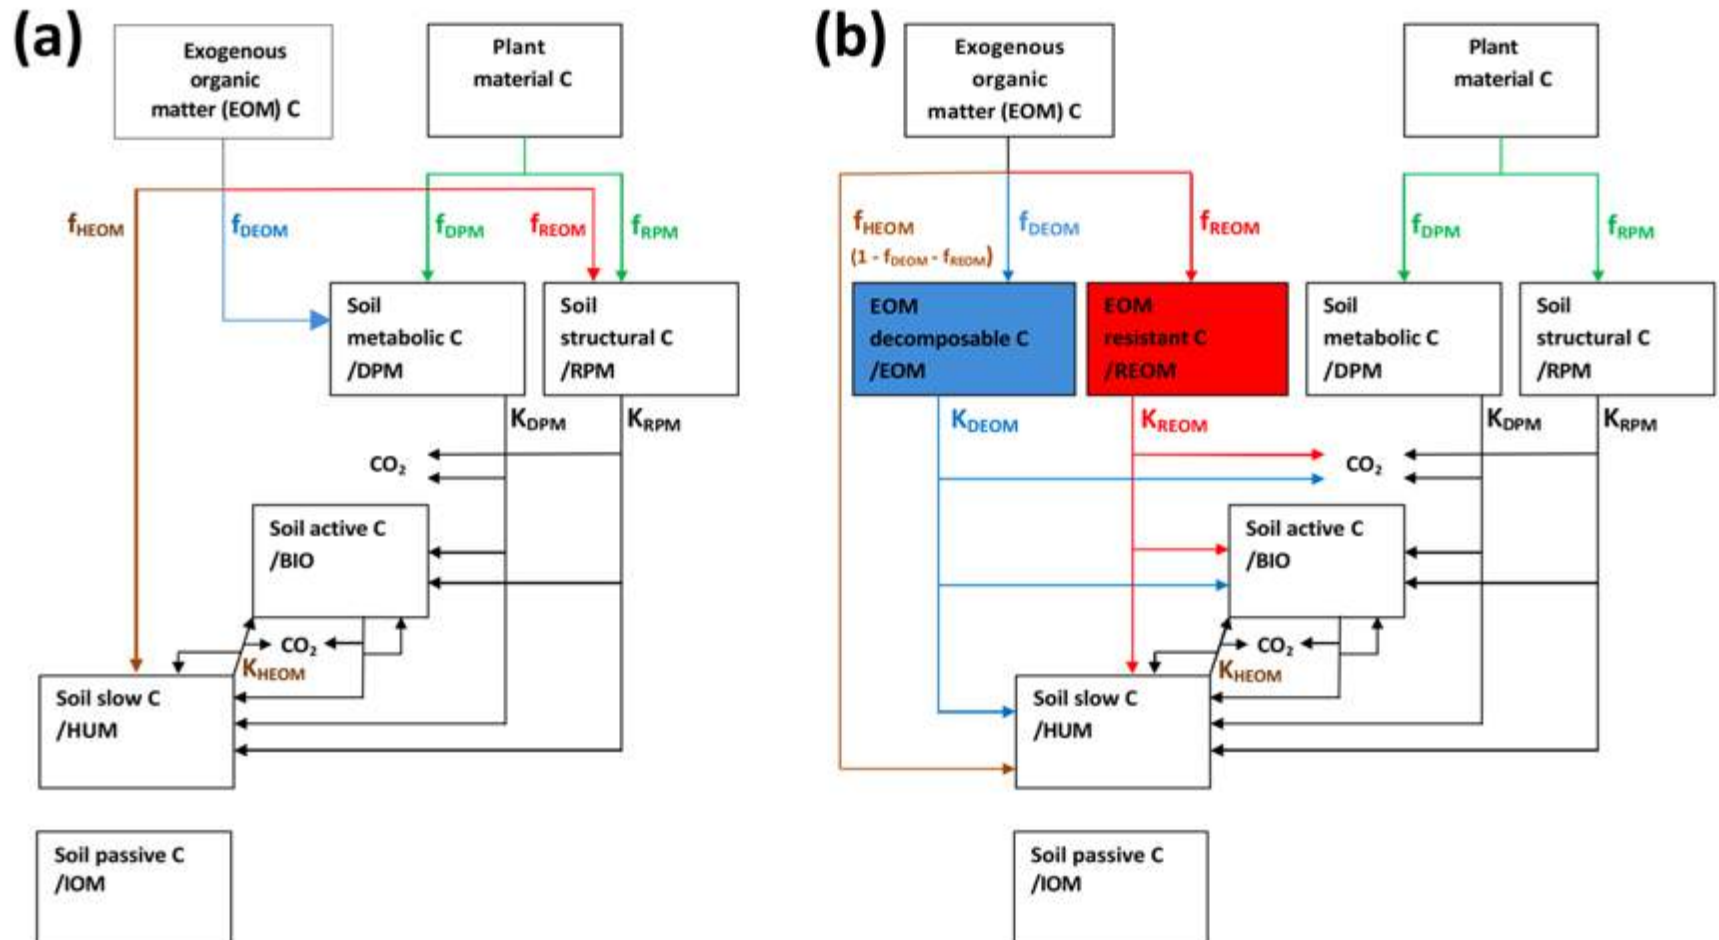 (a)
Exogenous
organic
matter (EOM) C
Plant
material C
fHEOM
fDEOM
fDPM
fREOM
fRPM
Soil
metabolic C
/DPM
Soil
structural C
/RPM
KDPM
KRPM
CO2
Soil active C
/BIO
CO2
KHEOM
Soil slow C
/HUM
Soil passive C
/IOM
(b)
Exogenous
organic
matter (EOM) C
Plant
material C
fHEOM
(1 - fDEOM - fREOM)
fDEOM
fREOM
fDPM
fRPM
EOM
decomposable C
/EOM
EOM
resistant C
/REOM
Soil
metabolic C
/DPM
Soil
structural C
/RPM
KDEOM
KREOM
KDPM
KRPM
CO2
Soil active C
/BIO
CO2
KHEOM
Soil slow C
/HUM
Soil passive C
/IOM